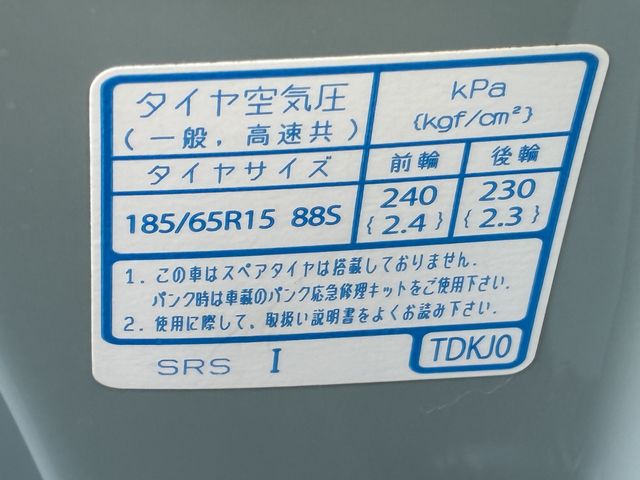 タイヤ空気圧
(一般，高速共)
kPa
{kgf/cm²}
タイヤサイズ 前輪 後輪
185/65R15 88S 240 230
{2.4} {2.3}
1. この車はスペアタイヤは搭載しておりません.
パンク時は車載のパンク応急修理キットをご使用下さい.
2. 使用に際して、取扱い説明書をよくお読み下さい.
SRS I TDKJ0